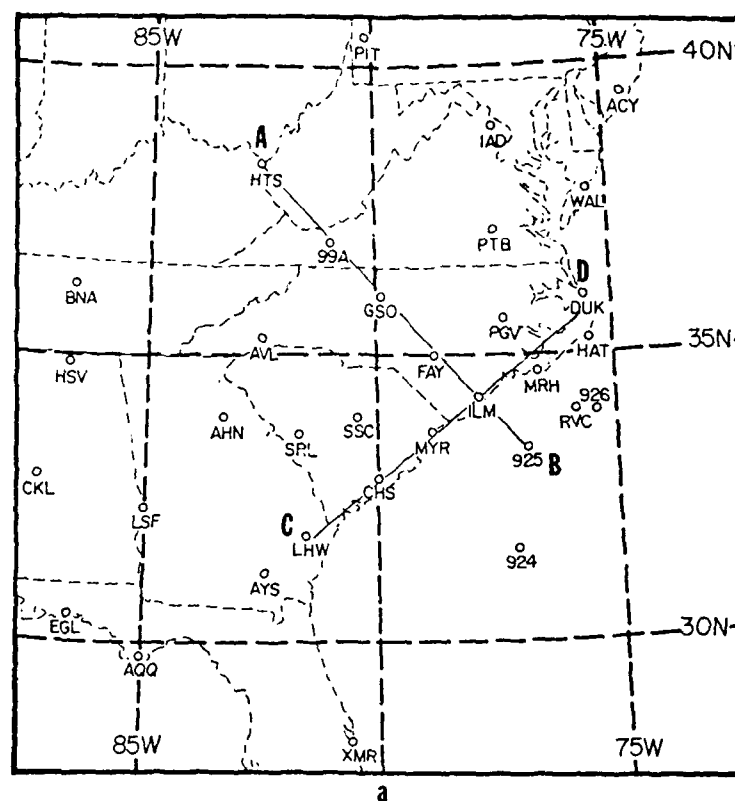 85W
PIT
75W
40N
ACY
IAD
A
HTS
WAL
PTB
99A
BNA
D
GSO
DUK
PGV
AVL
HAT
35N
HSV
FAY
MRH
926
ILM
RVC
AHN
SSC
SPL
MYR
925
B
CKL
CHS
LSF
C
LHW
924
AYS
EGL
30N
AQQ
85W
XMR
75W
a